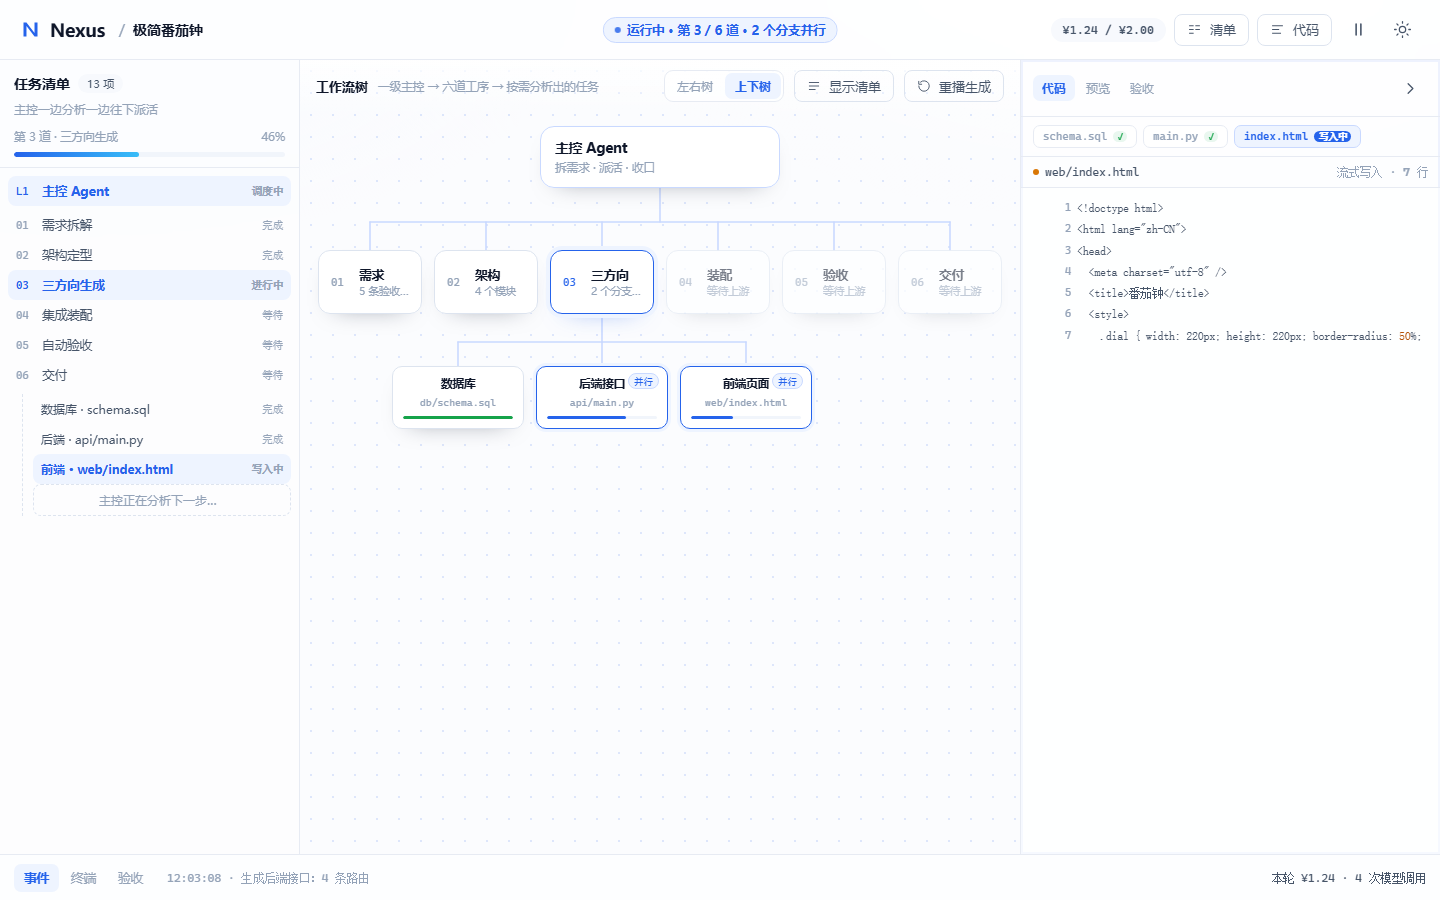 Nexus / 极简番茄钟
运行中 • 第 3 / 6 道 • 2 个分支并行
¥1.24 / ¥2.00
清单
代码
任务清单 13 项
主控一边分析一边往下派活
第 3 道 · 三方向生成 46%
L1 主控 Agent 调度中
01 需求拆解 完成
02 架构定型 完成
03 三方向生成 进行中
04 集成装配 等待
05 自动验收 等待
06 交付 等待
数据库 · schema.sql 完成
后端 · api/main.py 完成
前端 • web/index.html 写入中
主控正在分析下一步...
工作流树 一级主控 → 六道工序 → 按需分析出的任务
左右树 上下树
显示清单
重播生成
主控 Agent
拆需求 · 派活 · 收口
01 需求
5 条验收...
02 架构
4 个模块
03 三方向
2 个分支...
04 装配
等待上游
05 验收
等待上游
06 交付
等待上游
数据库
db/schema.sql
后端接口 并行
api/main.py
前端页面 并行
web/index.html
代码 预览 验收
schema.sql ✓ main.py ✓ index.html 写入中
web/index.html 流式写入 · 7 行
1 <!doctype html>
2 <html lang="zh-CN">
3 <head>
4 <meta charset="utf-8" />
5 <title>番茄钟</title>
6 <style>
7 .dial { width: 220px; height: 220px; border-radius: 50%;
事件 终端 验收 12:03:08 · 生成后端接口: 4 条路由
本轮 ¥1.24 · 4 次模型调用